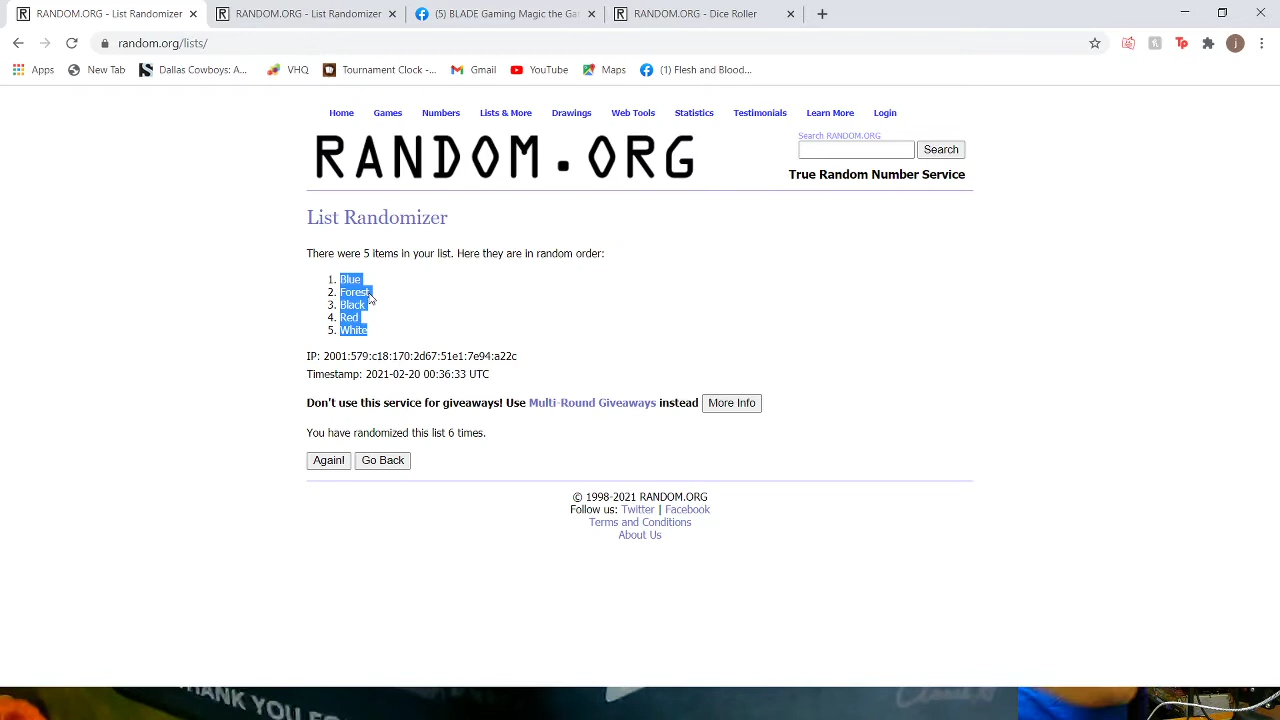 RANDOM.ORG - List Randomizer
RANDOM.ORG - List Randomizer
(5) BLADE Gaming Magic the Ga
RANDOM.ORG - Dice Roller
random.org/lists/
j
Apps
New Tab
Dallas Cowboys: A...
VHQ
Tournament Clock -...
Gmail
YouTube
Maps
(1) Flesh and Blood...
Home
Games
Numbers
Lists & More
Drawings
Web Tools
Statistics
Testimonials
Learn More
Login
Search RANDOM.ORG
RANDOM.ORG
Search
True Random Number Service
List Randomizer
There were 5 items in your list. Here they are in random order:
1. Blue
2. Forest
3. Black
4. Red
5. White
IP: 2001:579:c18:170:2d67:51e1:7e94:a22c
Timestamp: 2021-02-20 00:36:33 UTC
Don't use this service for giveaways! Use Multi-Round Giveaways instead More Info
You have randomized this list 6 times.
Again! Go Back
© 1998-2021 RANDOM.ORG
Follow us: Twitter | Facebook
Terms and Conditions
About Us
THANK YOU FO